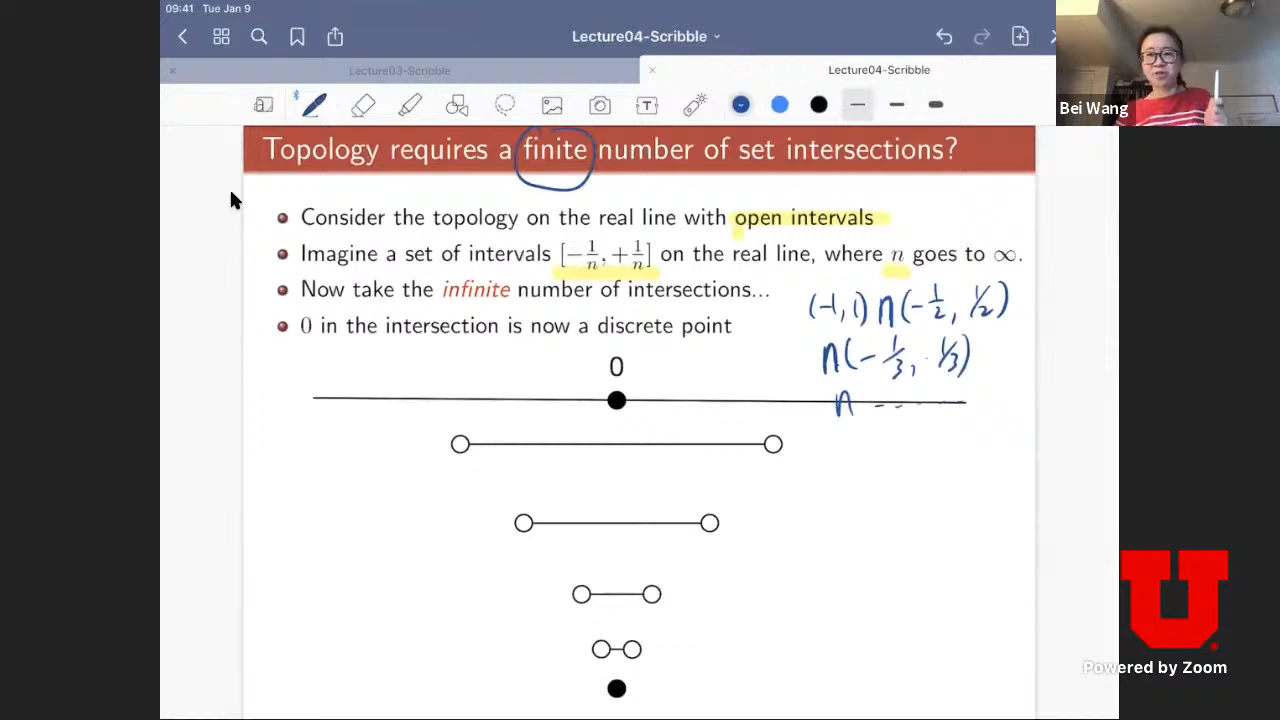 09:41 Tue Jan 9
Lecture04-Scribble
Lecture03-Scribble
Lecture04-Scribble
T
Bei Wang
Topology requires a finite number of set intersections?
Consider the topology on the real line with open intervals
Imagine a set of intervals [−1/n, +1/n] on the real line, where n goes to ∞.
Now take the infinite number of intersections...
0 in the intersection is now a discrete point
(-1, 1) ∩ (-1/2, 1/2)
∩ (-1/3, 1/3)
∩ - - - - - -
0
U
Powered by Zoom